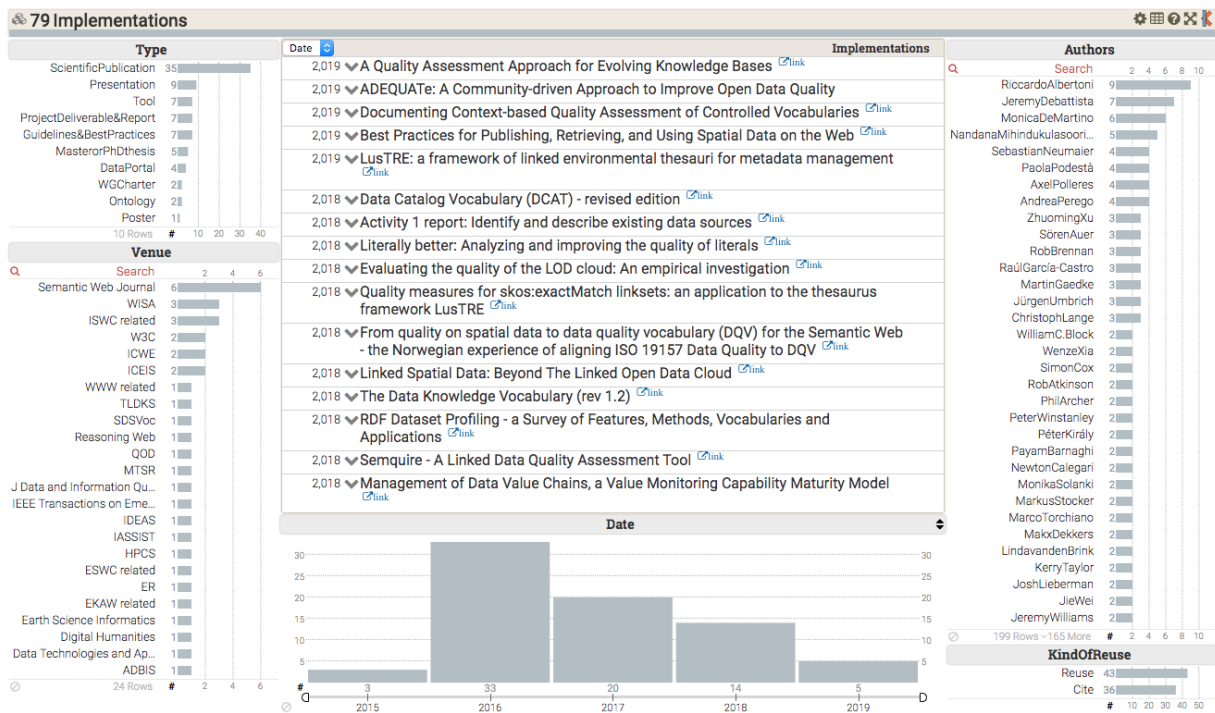 79 Implementations
Type
ScientificPublication 35
Presentation 9
Tool 7
ProjectDeliverable&Report 7
Guidelines&BestPractices 7
MasterorPhDthesis 5
DataPortal 4
WGCharter 2
Ontology 2
Poster 1
10 Rows # 10 20 30 40
Venue
Search 2 4 6
Semantic Web Journal 6
WISA 3
ISWC related 3
W3C 2
ICWE 2
ICEIS 2
WWW related 1
TLDKS 1
SDSVoc 1
Reasoning Web 1
QOD 1
MTSR 1
J Data and Information Qu... 1
IEEE Transactions on Eme... 1
IDEAS 1
IASSIST 1
HPCS 1
ESWC related 1
ER 1
EKAW related 1
Earth Science Informatics 1
Digital Humanities 1
Data Technologies and Ap... 1
ADBIS 1
24 Rows # 2 4 6
Date Implementations
2,019 A Quality Assessment Approach for Evolving Knowledge Bases link
2,019 ADEQUATe: A Community-driven Approach to Improve Open Data Quality
2,019 Documenting Context-based Quality Assessment of Controlled Vocabularies link
2,019 Best Practices for Publishing, Retrieving, and Using Spatial Data on the Web link
2,019 LusTRE: a framework of linked environmental thesauri for metadata management
link
2,018 Data Catalog Vocabulary (DCAT) - revised edition link
2,018 Activity 1 report: Identify and describe existing data sources link
2,018 Literally better: Analyzing and improving the quality of literals link
2,018 Evaluating the quality of the LOD cloud: An empirical investigation link
2,018 Quality measures for skos:exactMatch linksets: an application to the thesaurus
framework LusTRE link
2,018 From quality on spatial data to data quality vocabulary (DQV) for the Semantic Web
- the Norwegian experience of aligning ISO 19157 Data Quality to DQV link
2,018 Linked Spatial Data: Beyond The Linked Open Data Cloud link
2,018 The Data Knowledge Vocabulary (rev 1.2) link
2,018 RDF Dataset Profiling - a Survey of Features, Methods, Vocabularies and
Applications link
2,018 Semquire - A Linked Data Quality Assessment Tool link
2,018 Management of Data Value Chains, a Value Monitoring Capability Maturity Model
link
Date
30 30
25 25
20 20
15 15
10 10
5 5
# 3 33 20 14 5
2015 2016 2017 2018 2019
Authors
Search 2 4 6 8 10
RiccardoAlbertoni 9
JeremyDebattista 7
MonicaDeMartino 6
NandanaMihindukulasoori... 5
SebastianNeumaier 4
PaolaPodestà 4
AxelPolleres 4
AndreaPerego 4
ZhuomingXu 3
SörenAuer 3
RobBrennan 3
RaúlGarcía-Castro 3
MartinGaedke 3
JürgenUmbrich 3
ChristophLange 3
WilliamC.Block 2
WenzeXia 2
SimonCox 2
RobAtkinson 2
PhilArcher 2
PeterWinstanley 2
PéterKirály 2
PayamBarnaghi 2
NewtonCalegari 2
MonikaSolanki 2
MarkusStocker 2
MarcoTorchiano 2
MakxDekkers 2
LindavandenBrink 2
KerryTaylor 2
JoshLieberman 2
JieWei 2
JeremyWilliams 2
199 Rows 165 More # 2 4 6 8 10
KindOfReuse
Reuse 43
Cite 36
# 10 20 30 40 50